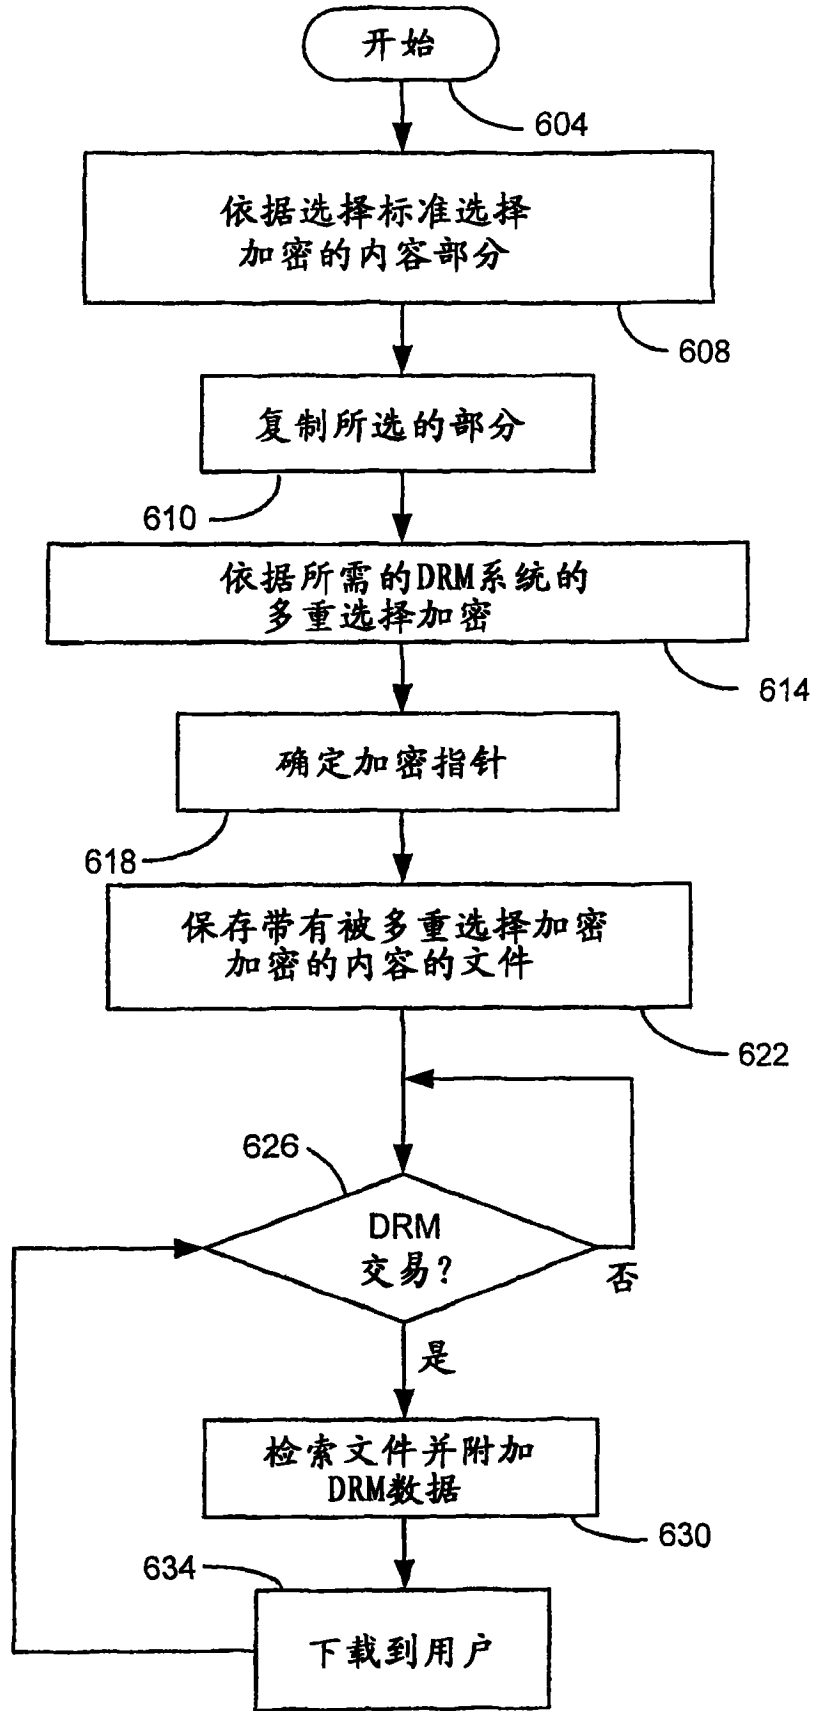 开始
604
依据选择标准选择
加密的内容部分
608
复制所选的部分
610
依据所需的DRM系统的
多重选择加密
614
确定加密指针
618
保存带有被多重选择加密
加密的内容的文件
622
626
DRM
交易?
否
是
检索文件并附加
DRM数据
630
634
下载到用户